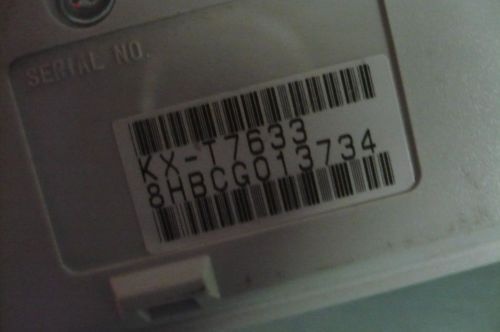 SERIAL NO.
KX-T7633
8HBCG013734